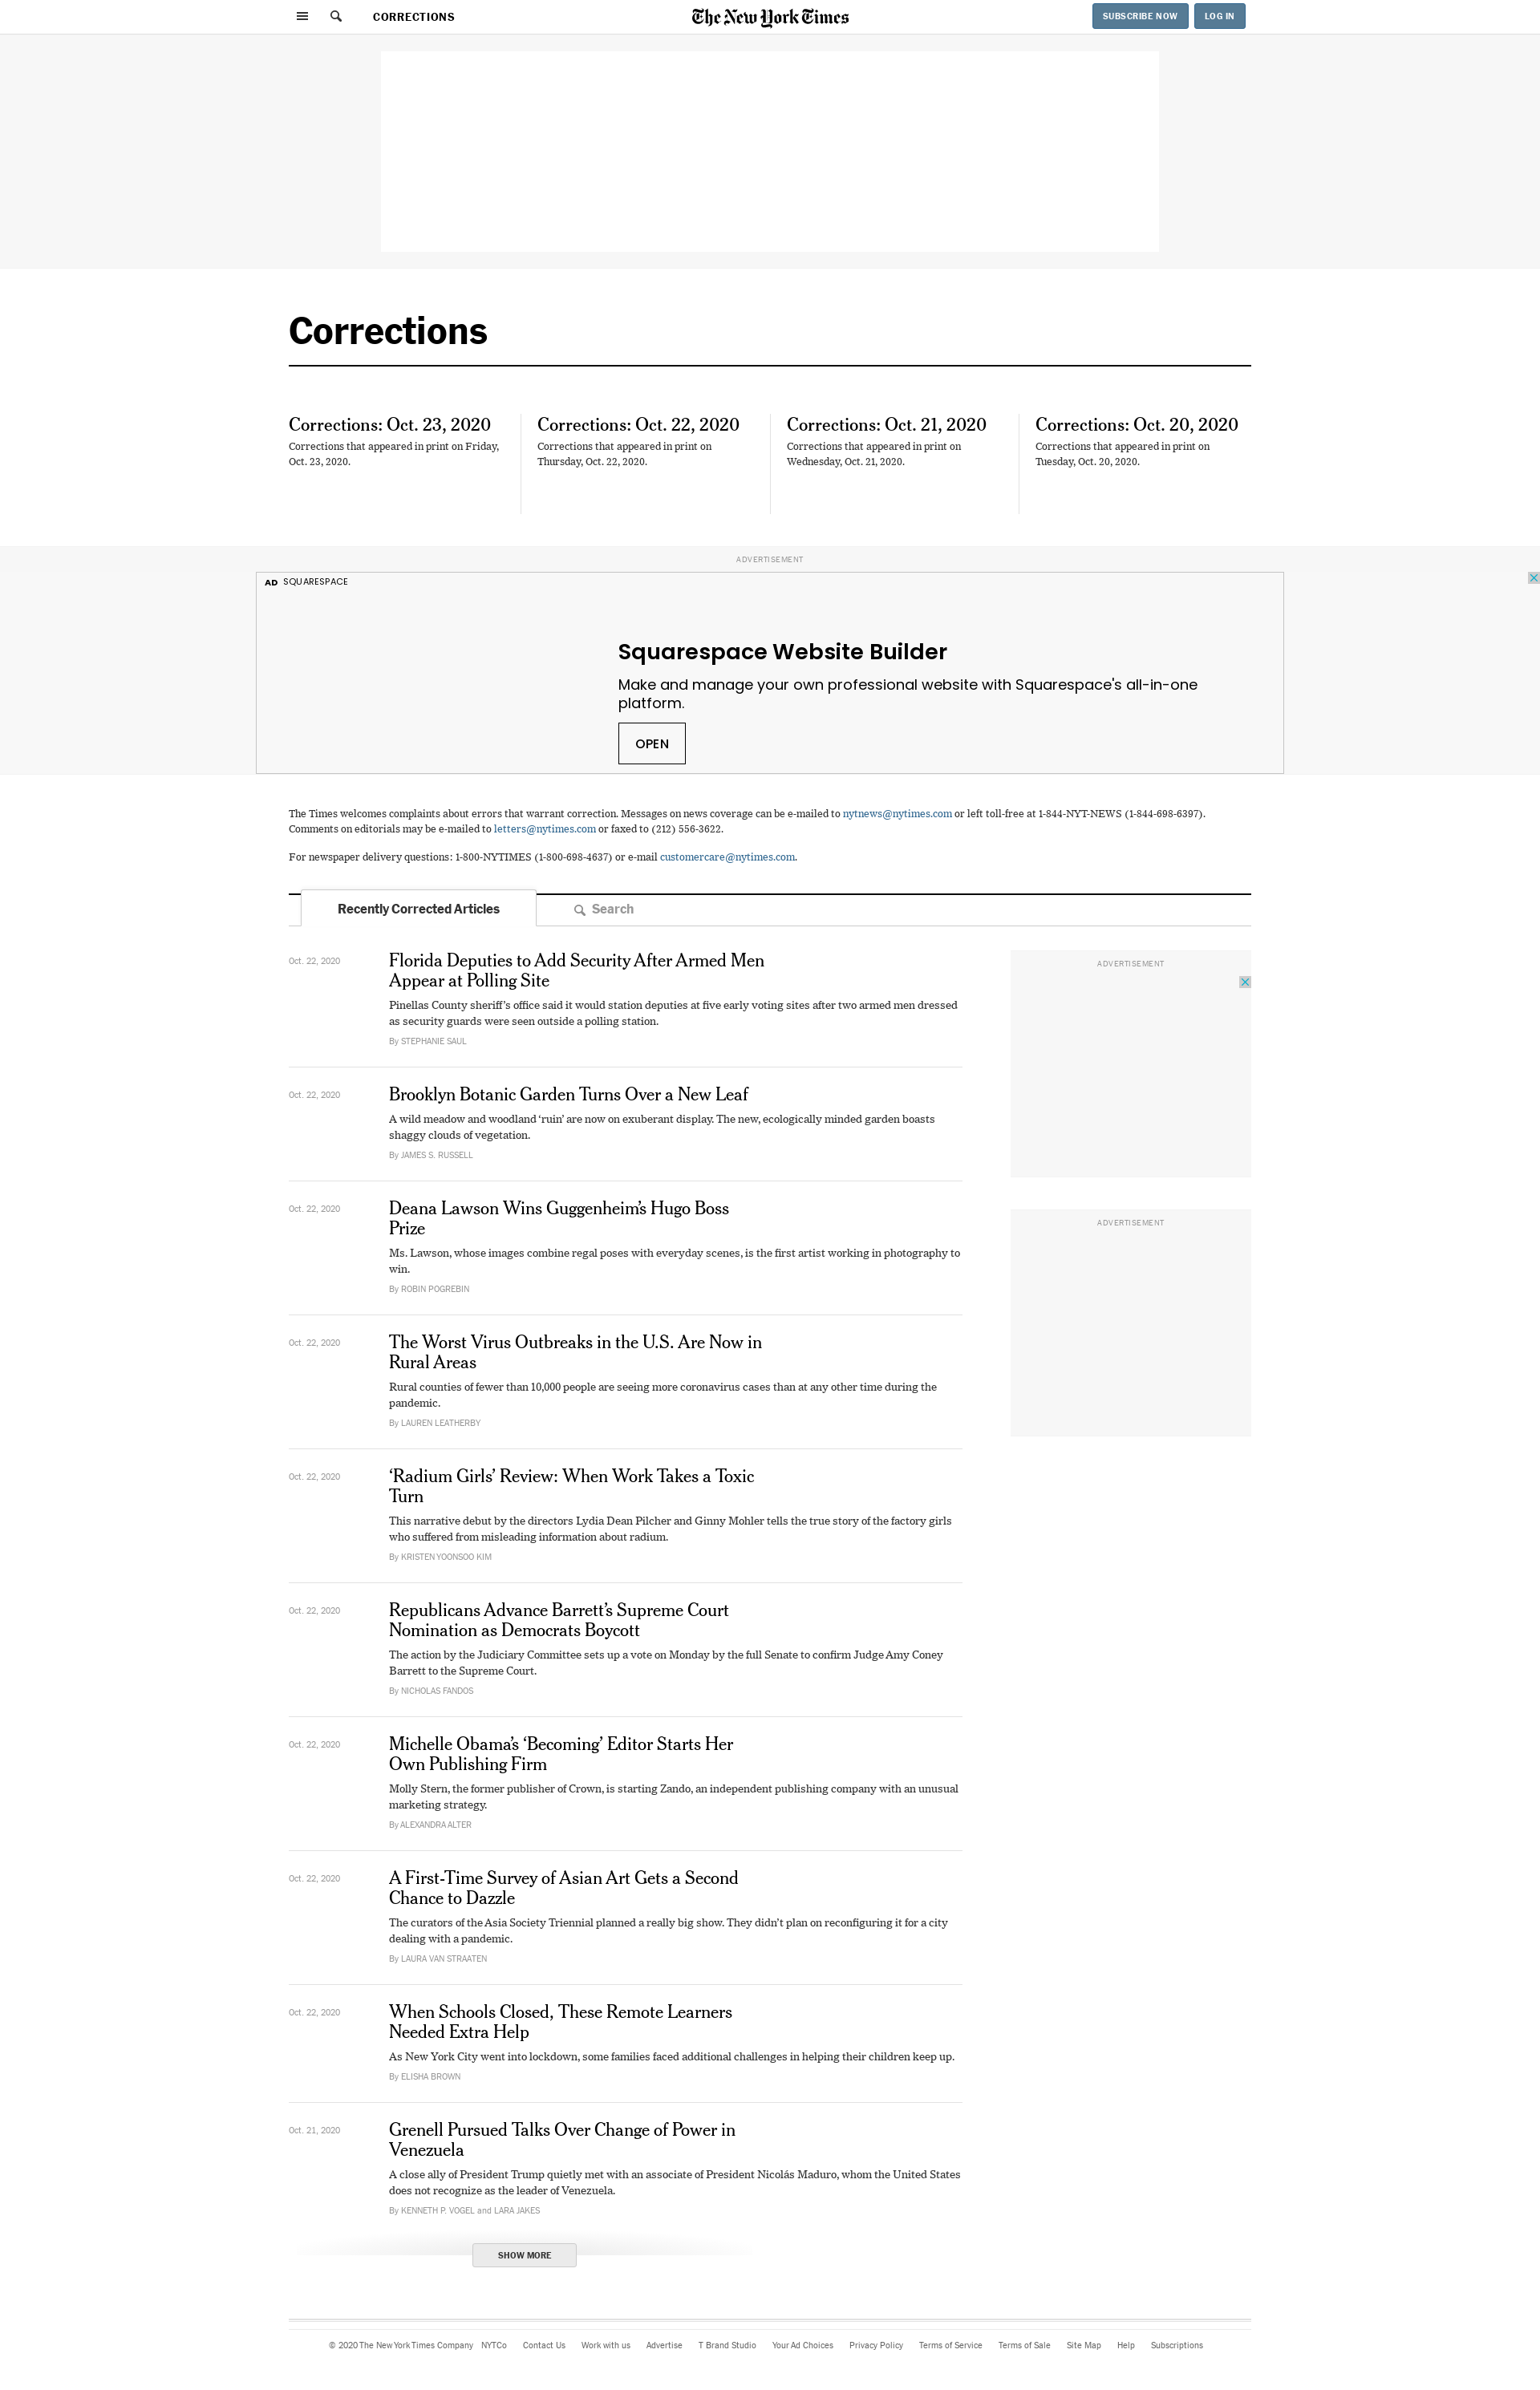 CORRECTIONS
The New York Times
SUBSCRIBE NOW
LOG IN
Corrections
Corrections: Oct. 23, 2020
Corrections that appeared in print on Friday,
Oct. 23, 2020.
Corrections: Oct. 22, 2020
Corrections that appeared in print on
Thursday, Oct. 22, 2020.
Corrections: Oct. 21, 2020
Corrections that appeared in print on
Wednesday, Oct. 21, 2020.
Corrections: Oct. 20, 2020
Corrections that appeared in print on
Tuesday, Oct. 20, 2020.
ADVERTISEMENT
AD SQUARESPACE
Squarespace Website Builder
Make and manage your own professional website with Squarespace's all-in-one
platform.
OPEN
The Times welcomes complaints about errors that warrant correction. Messages on news coverage can be e-mailed to nytnews@nytimes.com or left toll-free at 1-844-NYT-NEWS (1-844-698-6397).
Comments on editorials may be e-mailed to letters@nytimes.com or faxed to (212) 556-3622.
For newspaper delivery questions: 1-800-NYTIMES (1-800-698-4637) or e-mail customercare@nytimes.com.
Recently Corrected Articles
Search
Oct. 22, 2020
Florida Deputies to Add Security After Armed Men
Appear at Polling Site
Pinellas County sheriff’s office said it would station deputies at five early voting sites after two armed men dressed
as security guards were seen outside a polling station.
By STEPHANIE SAUL
ADVERTISEMENT
Oct. 22, 2020
Brooklyn Botanic Garden Turns Over a New Leaf
A wild meadow and woodland ‘ruin’ are now on exuberant display. The new, ecologically minded garden boasts
shaggy clouds of vegetation.
By JAMES S. RUSSELL
Oct. 22, 2020
Deana Lawson Wins Guggenheim’s Hugo Boss
Prize
Ms. Lawson, whose images combine regal poses with everyday scenes, is the first artist working in photography to
win.
By ROBIN POGREBIN
ADVERTISEMENT
Oct. 22, 2020
The Worst Virus Outbreaks in the U.S. Are Now in
Rural Areas
Rural counties of fewer than 10,000 people are seeing more coronavirus cases than at any other time during the
pandemic.
By LAUREN LEATHERBY
Oct. 22, 2020
‘Radium Girls’ Review: When Work Takes a Toxic
Turn
This narrative debut by the directors Lydia Dean Pilcher and Ginny Mohler tells the true story of the factory girls
who suffered from misleading information about radium.
By KRISTEN YOONSOO KIM
Oct. 22, 2020
Republicans Advance Barrett’s Supreme Court
Nomination as Democrats Boycott
The action by the Judiciary Committee sets up a vote on Monday by the full Senate to confirm Judge Amy Coney
Barrett to the Supreme Court.
By NICHOLAS FANDOS
Oct. 22, 2020
Michelle Obama’s ‘Becoming’ Editor Starts Her
Own Publishing Firm
Molly Stern, the former publisher of Crown, is starting Zando, an independent publishing company with an unusual
marketing strategy.
By ALEXANDRA ALTER
Oct. 22, 2020
A First-Time Survey of Asian Art Gets a Second
Chance to Dazzle
The curators of the Asia Society Triennial planned a really big show. They didn’t plan on reconfiguring it for a city
dealing with a pandemic.
By LAURA VAN STRAATEN
Oct. 22, 2020
When Schools Closed, These Remote Learners
Needed Extra Help
As New York City went into lockdown, some families faced additional challenges in helping their children keep up.
By ELISHA BROWN
Oct. 21, 2020
Grenell Pursued Talks Over Change of Power in
Venezuela
A close ally of President Trump quietly met with an associate of President Nicolás Maduro, whom the United States
does not recognize as the leader of Venezuela.
By KENNETH P. VOGEL and LARA JAKES
SHOW MORE
© 2020 The New York Times Company NYTCo Contact Us Work with us Advertise T Brand Studio Your Ad Choices Privacy Policy Terms of Service Terms of Sale Site Map Help Subscriptions